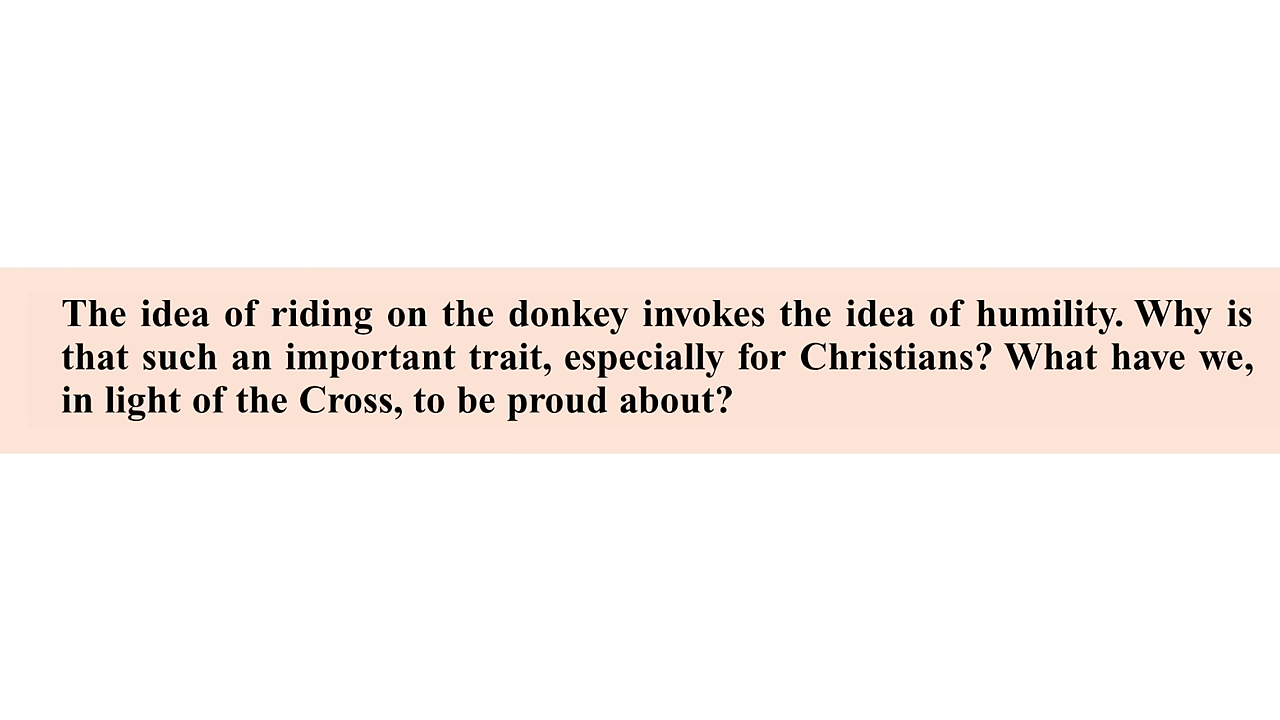 The idea of riding on the donkey invokes the idea of humility. Why is
that such an important trait, especially for Christians? What have we,
in light of the Cross, to be proud about?